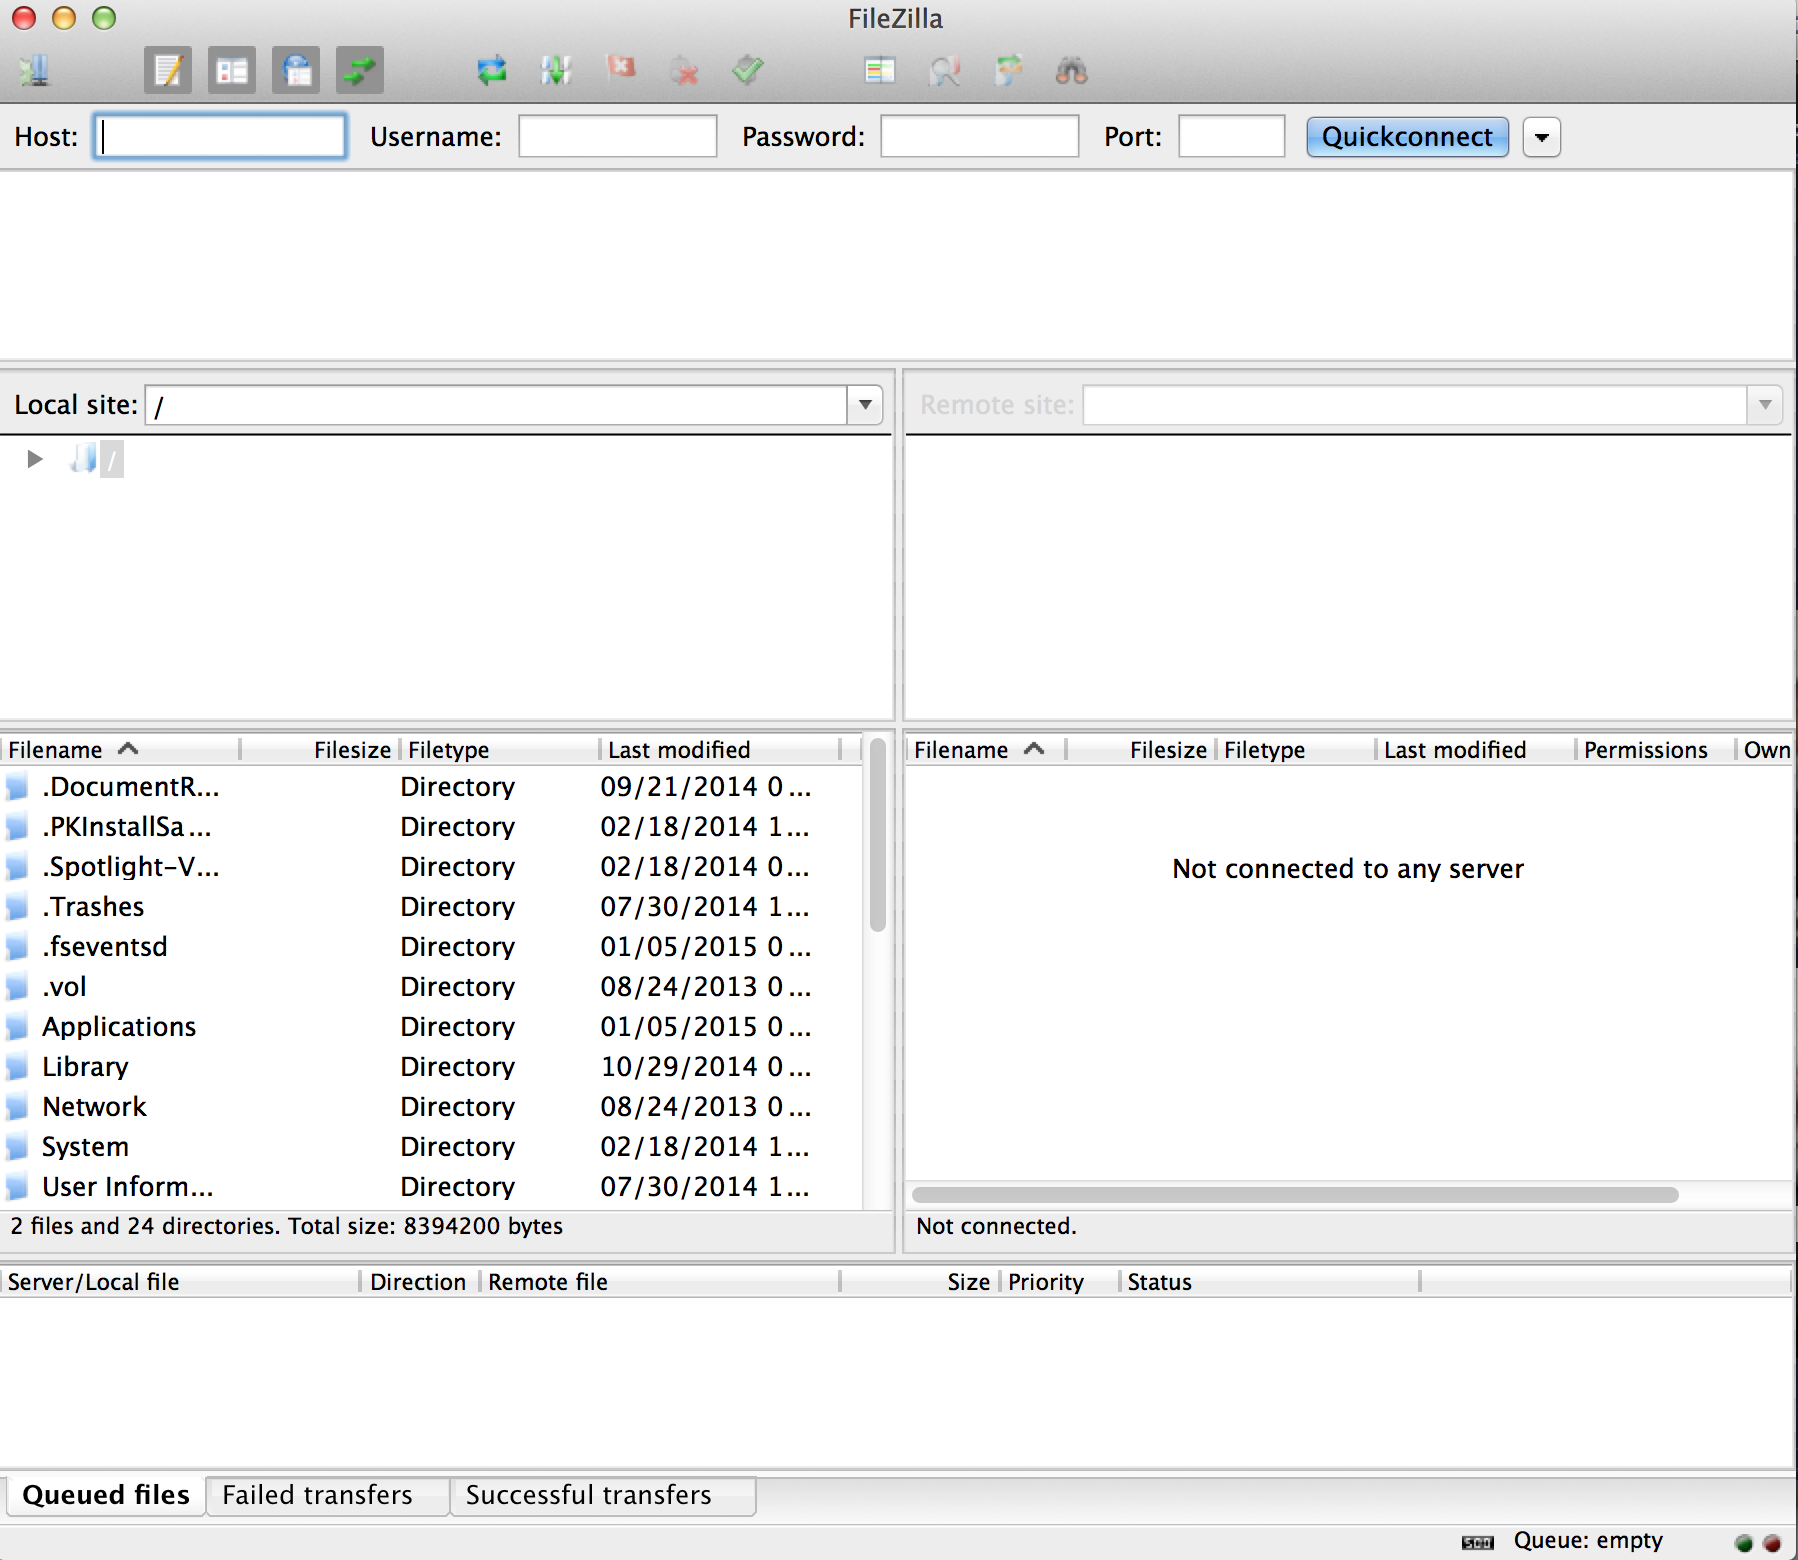 FileZilla
Host: Username: Password: Port: Quickconnect
Local site: /
Remote site:
/
Filename Filesize Filetype Last modified
.DocumentR... Directory 09/21/2014 0...
.PKInstallSa... Directory 02/18/2014 1...
.Spotlight-V... Directory 02/18/2014 0...
.Trashes Directory 07/30/2014 1...
.fseventsd Directory 01/05/2015 0...
.vol Directory 08/24/2013 0...
Applications Directory 01/05/2015 0...
Library Directory 10/29/2014 0...
Network Directory 08/24/2013 0...
System Directory 02/18/2014 1...
User Inform... Directory 07/30/2014 1...
2 files and 24 directories. Total size: 8394200 bytes
Filename Filesize Filetype Last modified Permissions Own
Not connected to any server
Not connected.
Server/Local file Direction Remote file Size Priority Status
Queued files Failed transfers Successful transfers
Queue: empty